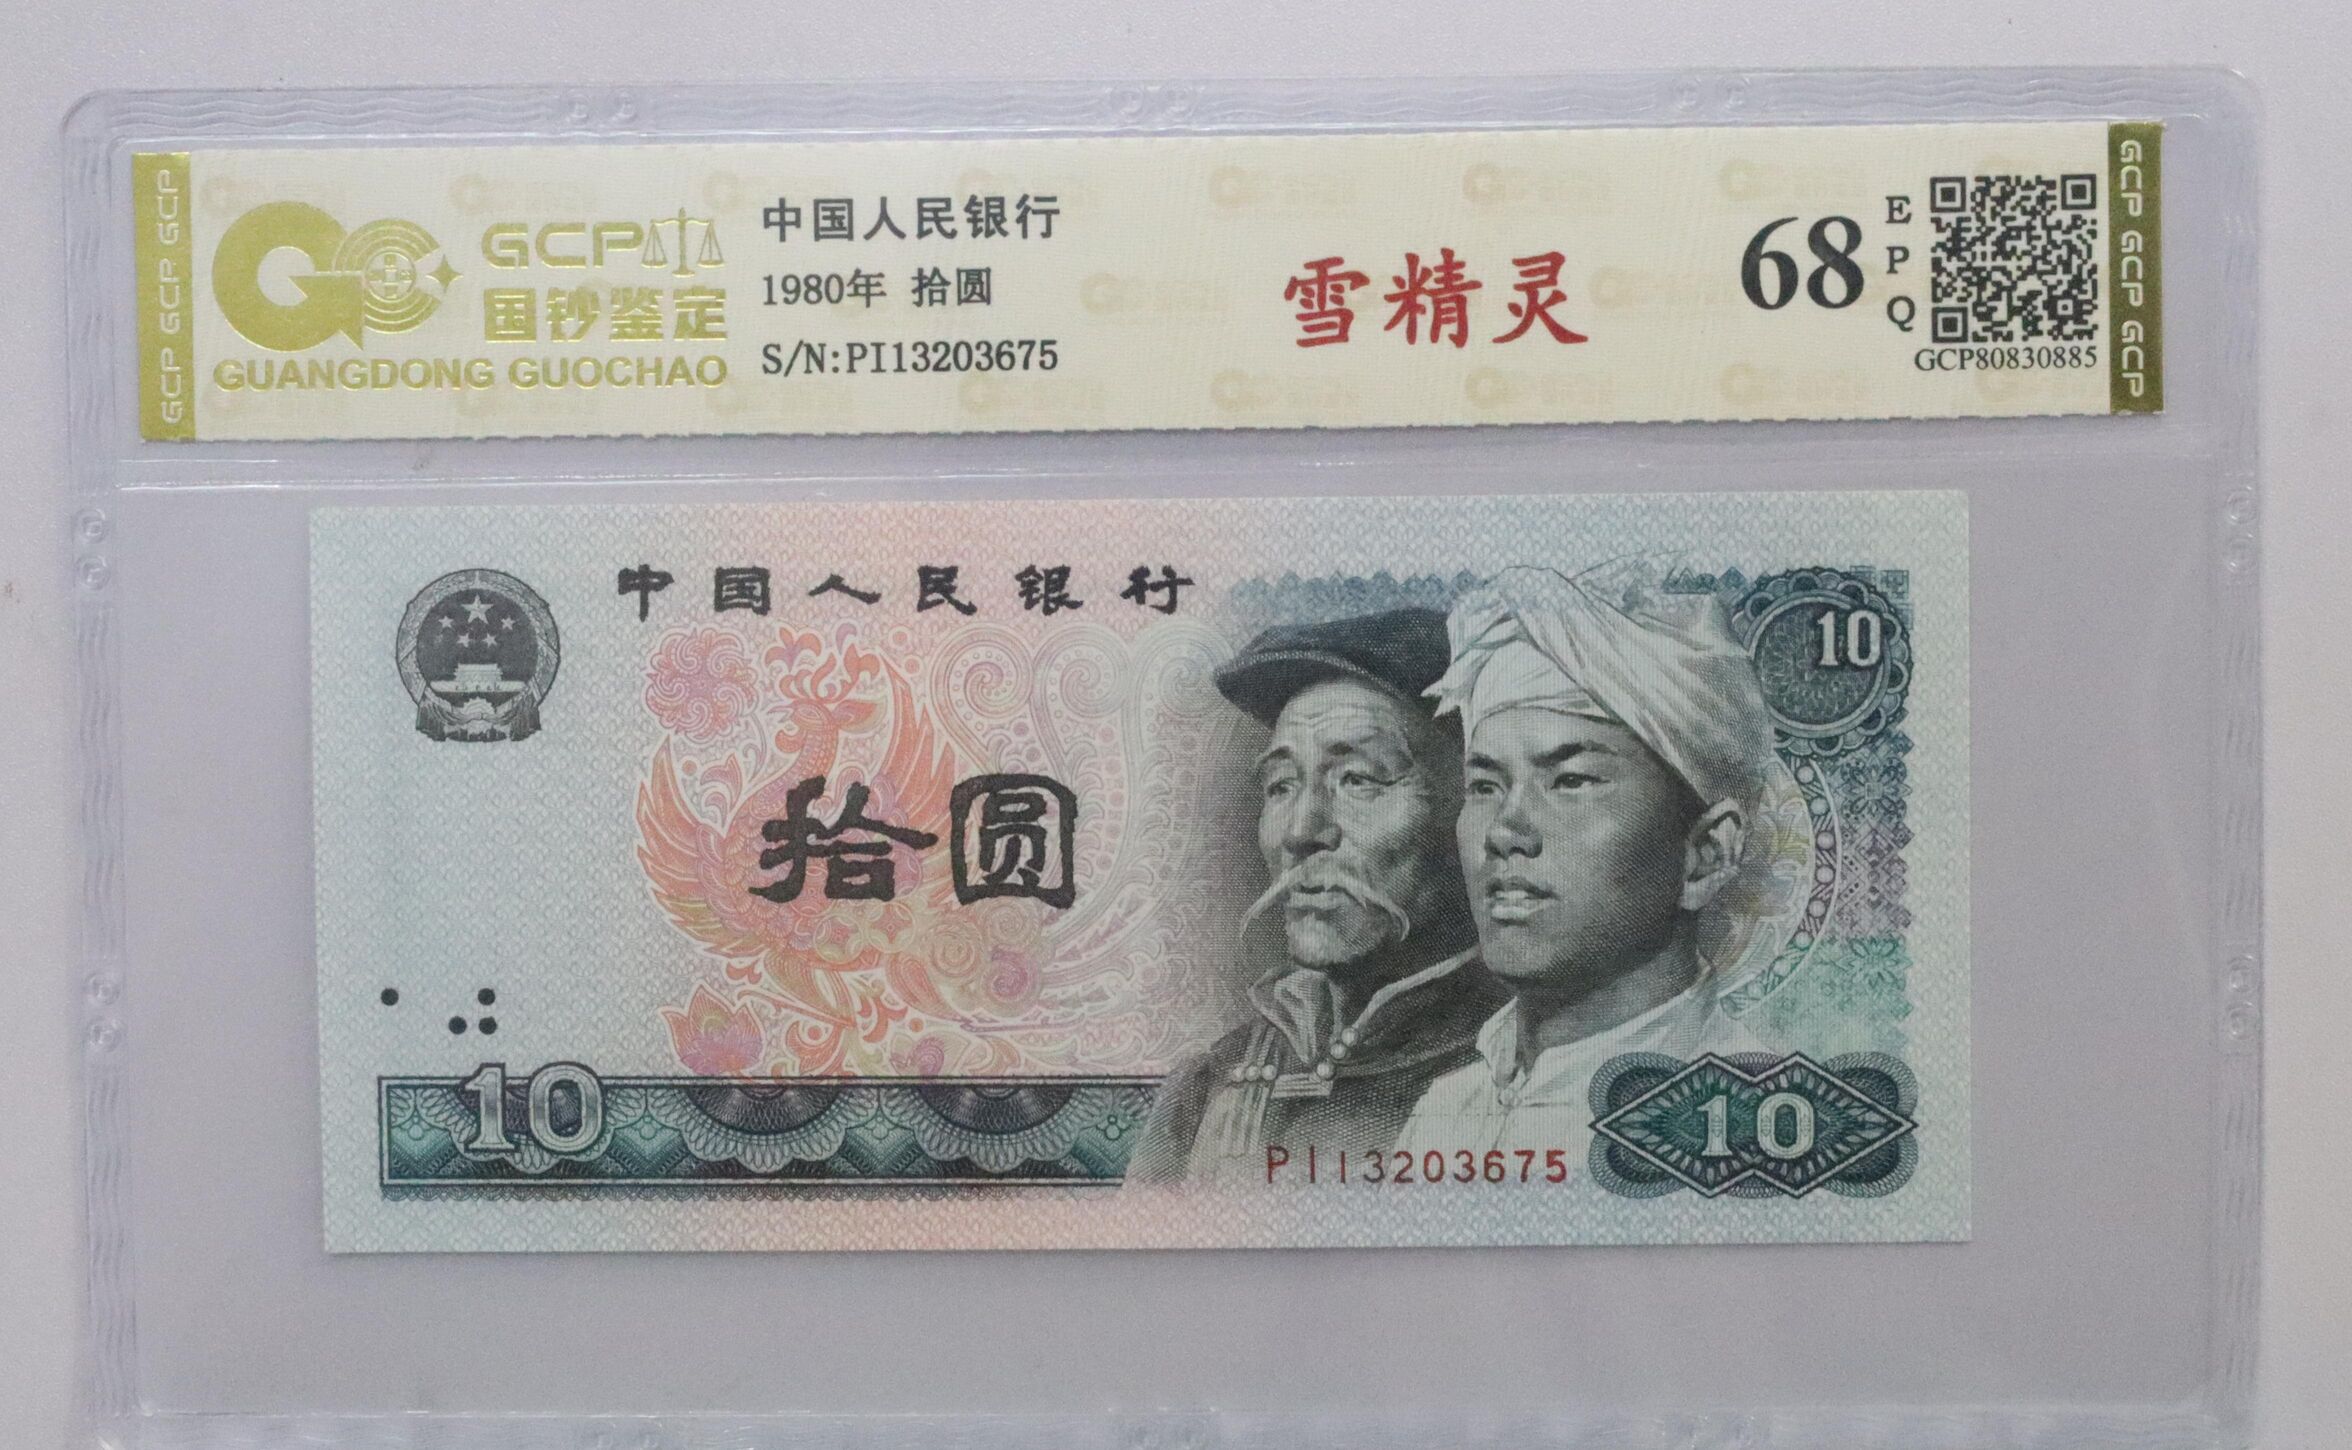 GCP GCP GCP
GCP
国钞鉴定
GUANGDONG GUOCHAO
中国人民银行
1980年 拾圆
S/N:PI13203675
雪精灵
68
EPQ
GCP80830885
GCP GCP GCP
中国人民银行
10
拾圆
10
PI13203675
10